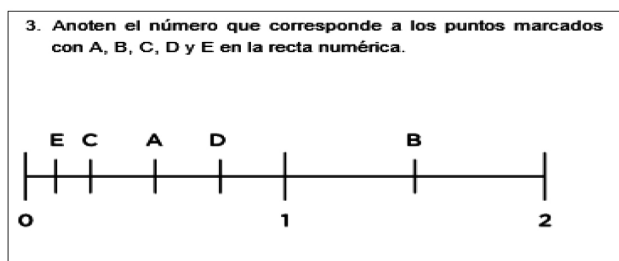 3. Anoten el número que corresponde a los puntos marcados
con A, B, C, D y E en la recta numérica.
E C A D B
0 1 2